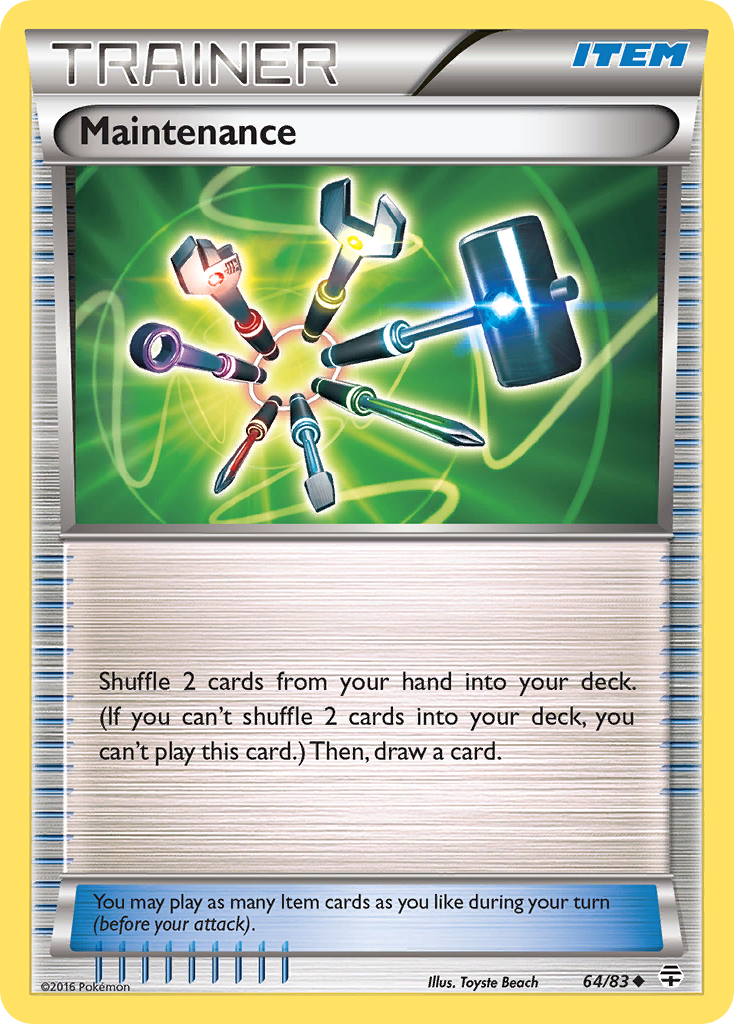 TRAINER
ITEM
Maintenance
Shuffle 2 cards from your hand into your deck.
(If you can't shuffle 2 cards into your deck, you
can't play this card.) Then, draw a card.
You may play as many Item cards as you like during your turn
(before your attack).
©2016 Pokémon
Illus. Toyste Beach
64/83